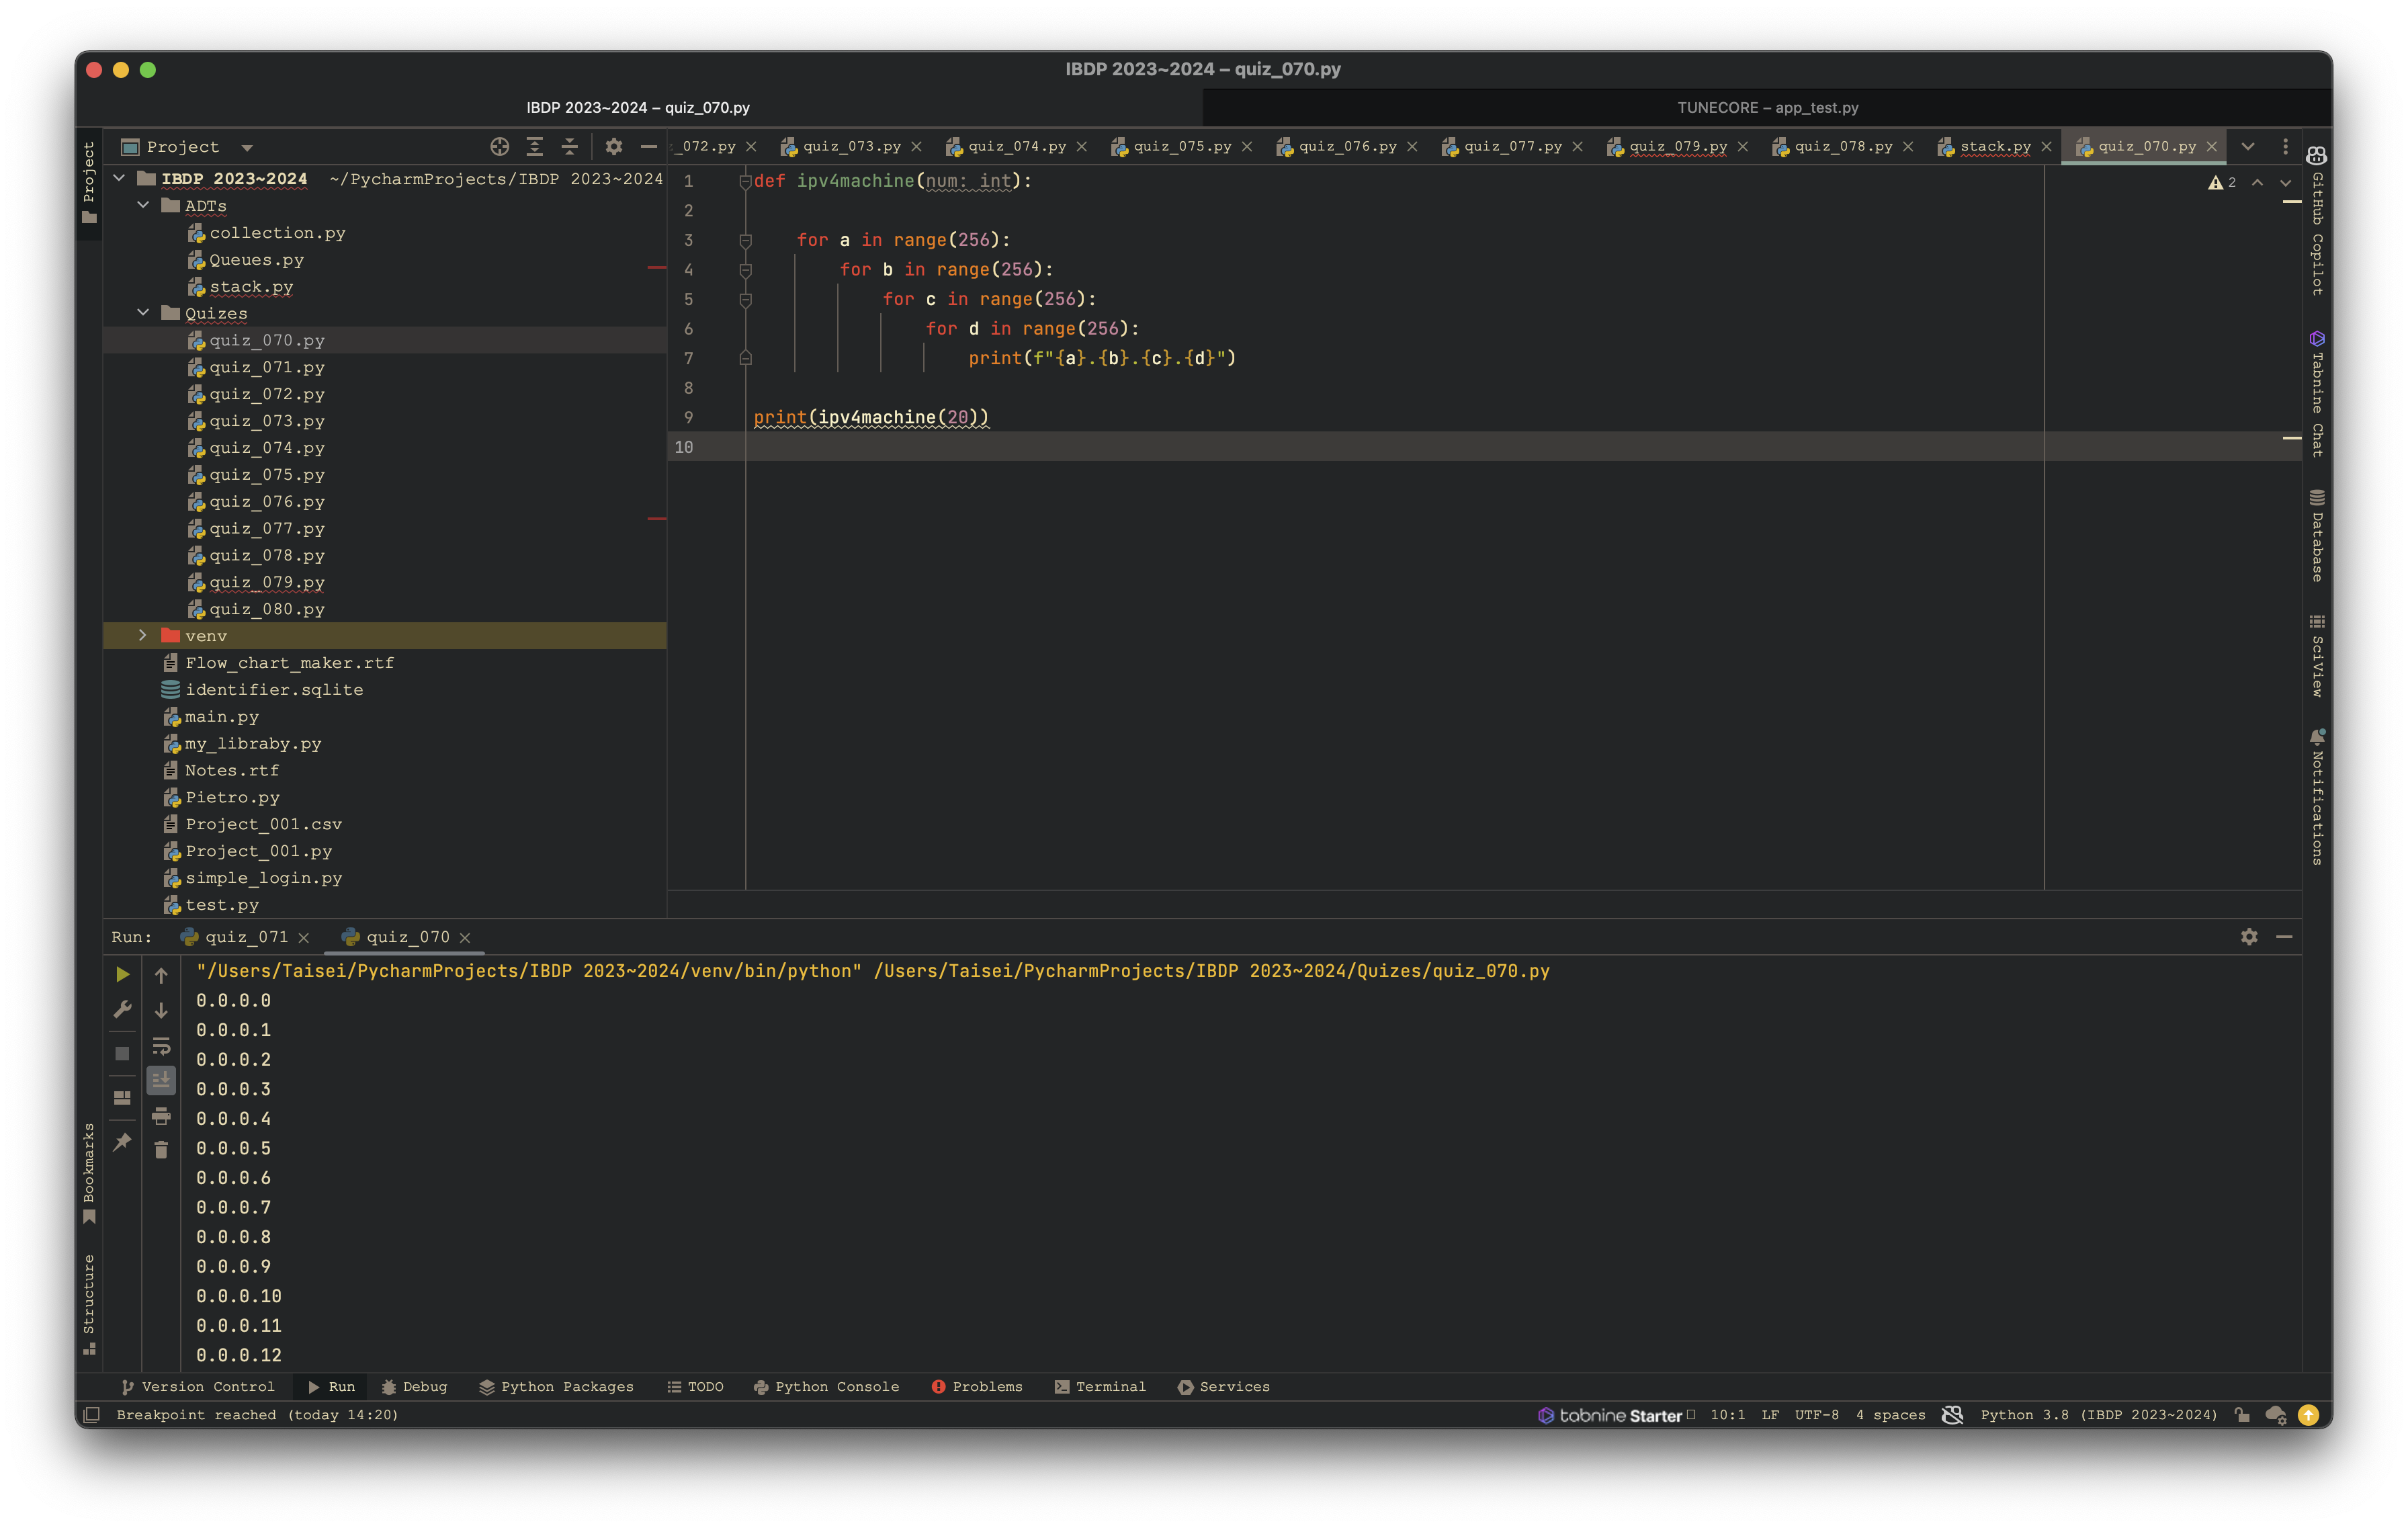 IBDP 2023~2024 – quiz_070.py
IBDP 2023~2024 – quiz_070.py
TUNECORE – app_test.py
Project
Project
_072.py
quiz_073.py
quiz_074.py
quiz_075.py
quiz_076.py
quiz_077.py
quiz_079.py
quiz_078.py
stack.py
quiz_070.py
IBDP 2023~2024 ~/PycharmProjects/IBDP 2023~2024
ADTs
collection.py
Queues.py
stack.py
Quizes
quiz_070.py
quiz_071.py
quiz_072.py
quiz_073.py
quiz_074.py
quiz_075.py
quiz_076.py
quiz_077.py
quiz_078.py
quiz_079.py
quiz_080.py
venv
Flow_chart_maker.rtf
identifier.sqlite
main.py
my_libraby.py
Notes.rtf
Pietro.py
Project_001.csv
Project_001.py
simple_login.py
test.py
1 def ipv4machine(num: int):
2
3 for a in range(256):
4 for b in range(256):
5 for c in range(256):
6 for d in range(256):
7 print(f"{a}.{b}.{c}.{d}")
8
9 print(ipv4machine(20))
10
2
GitHub Copilot
Tabnine Chat
Database
SciView
Notifications
Run:
quiz_071
quiz_070
"/Users/Taisei/PycharmProjects/IBDP 2023~2024/venv/bin/python" /Users/Taisei/PycharmProjects/IBDP 2023~2024/Quizes/quiz_070.py
0.0.0.0
0.0.0.1
0.0.0.2
0.0.0.3
0.0.0.4
0.0.0.5
0.0.0.6
0.0.0.7
0.0.0.8
0.0.0.9
0.0.0.10
0.0.0.11
0.0.0.12
Bookmarks
Structure
Version Control
Run
Debug
Python Packages
TODO
Python Console
Problems
Terminal
Services
Breakpoint reached (today 14:20)
tabnine Starter
10:1
LF
UTF-8
4 spaces
Python 3.8 (IBDP 2023~2024)